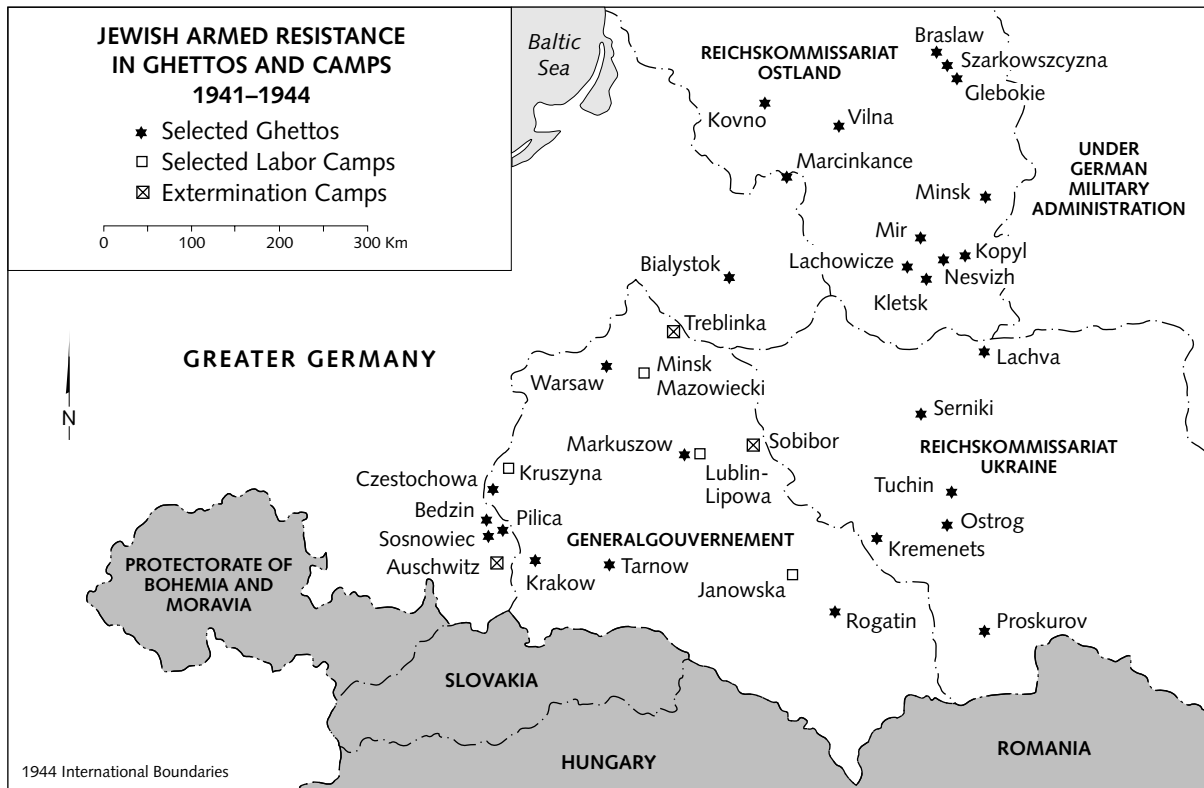 JEWISH ARMED RESISTANCE
IN GHETTOS AND CAMPS
1941–1944
Selected Ghettos
Selected Labor Camps
Extermination Camps
0 100 200 300 Km
Baltic
Sea
REICHSKOMMISSARIAT
OSTLAND
Braslaw
Szarkowszcyzna
Glebokie
Kovno
Vilna
Marcinkance
UNDER
GERMAN
MILITARY
ADMINISTRATION
Minsk
Mir
Kopyl
Lachowicze
Nesvizh
Kletsk
Bialystok
Treblinka
N
GREATER GERMANY
Warsaw
Minsk
Mazowiecki
Lachva
Serniki
Markuszow
Sobibor
Lublin-
Lipowa
REICHSKOMMISSARIAT
UKRAINE
Kruszyna
Czestochowa
Tuchin
Bedzin
Pilica
Ostrog
Sosnowiec
GENERALGOUVERNEMENT
Kremenets
Auschwitz
Krakow
Tarnow
Janowska
PROTECTORATE OF
BOHEMIA AND
MORAVIA
Rogatin
Proskurov
SLOVAKIA
HUNGARY
ROMANIA
1944 International Boundaries